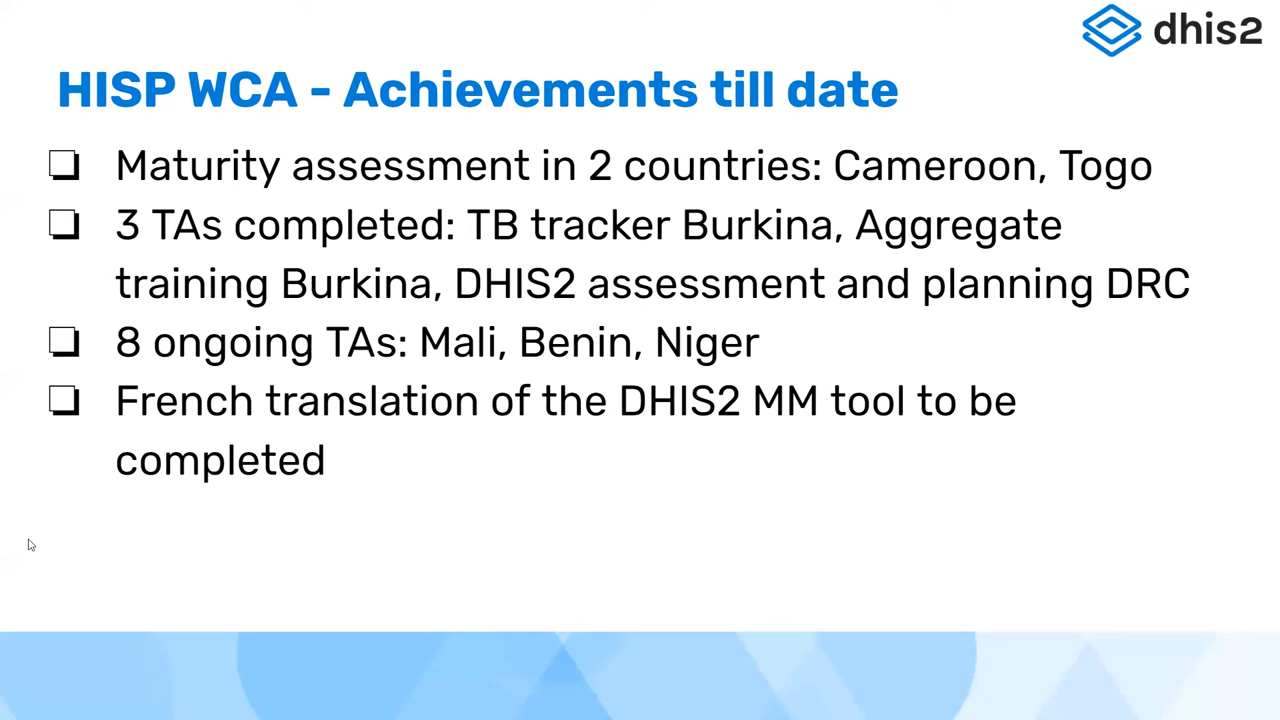 dhis2
HISP WCA - Achievements till date
❏ Maturity assessment in 2 countries: Cameroon, Togo
❏ 3 TAs completed: TB tracker Burkina, Aggregate
training Burkina, DHIS2 assessment and planning DRC
❏ 8 ongoing TAs: Mali, Benin, Niger
❏ French translation of the DHIS2 MM tool to be
completed